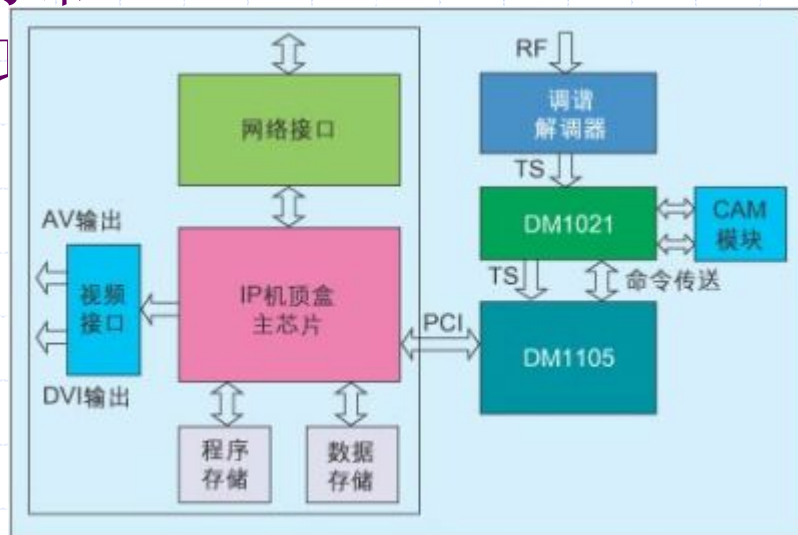 RF
网络接口
调谐
解调器
TS
AV输出
DM1021
CAM
模块
视频
接口
IP机顶盒
主芯片
TS
命令传送
PCI
DM1105
DVI输出
程序
存储
数据
存储